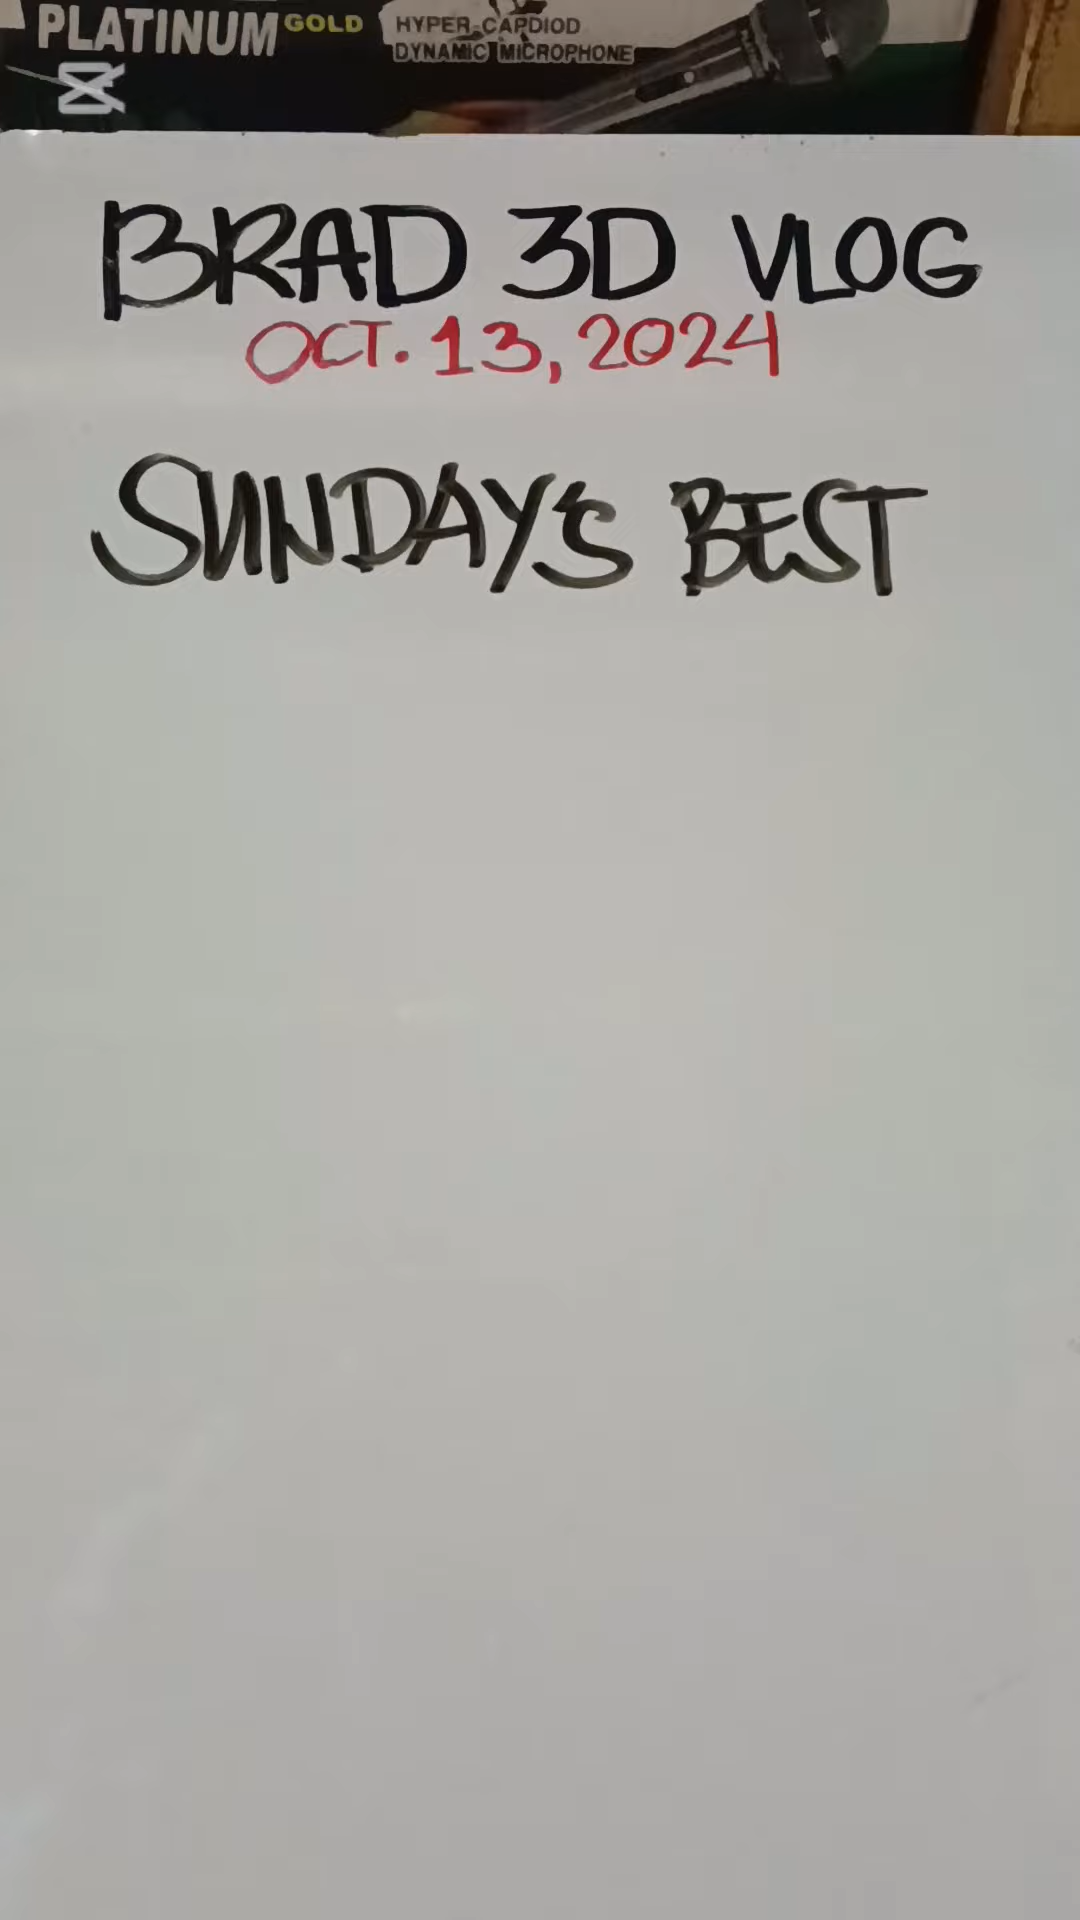 PLATINUM GOLD
HYPER-CAPDIOD
DYNAMIC MICROPHONE
BRAD 3D VLOG
OCT. 13, 2024
SUNDAY'S BEST